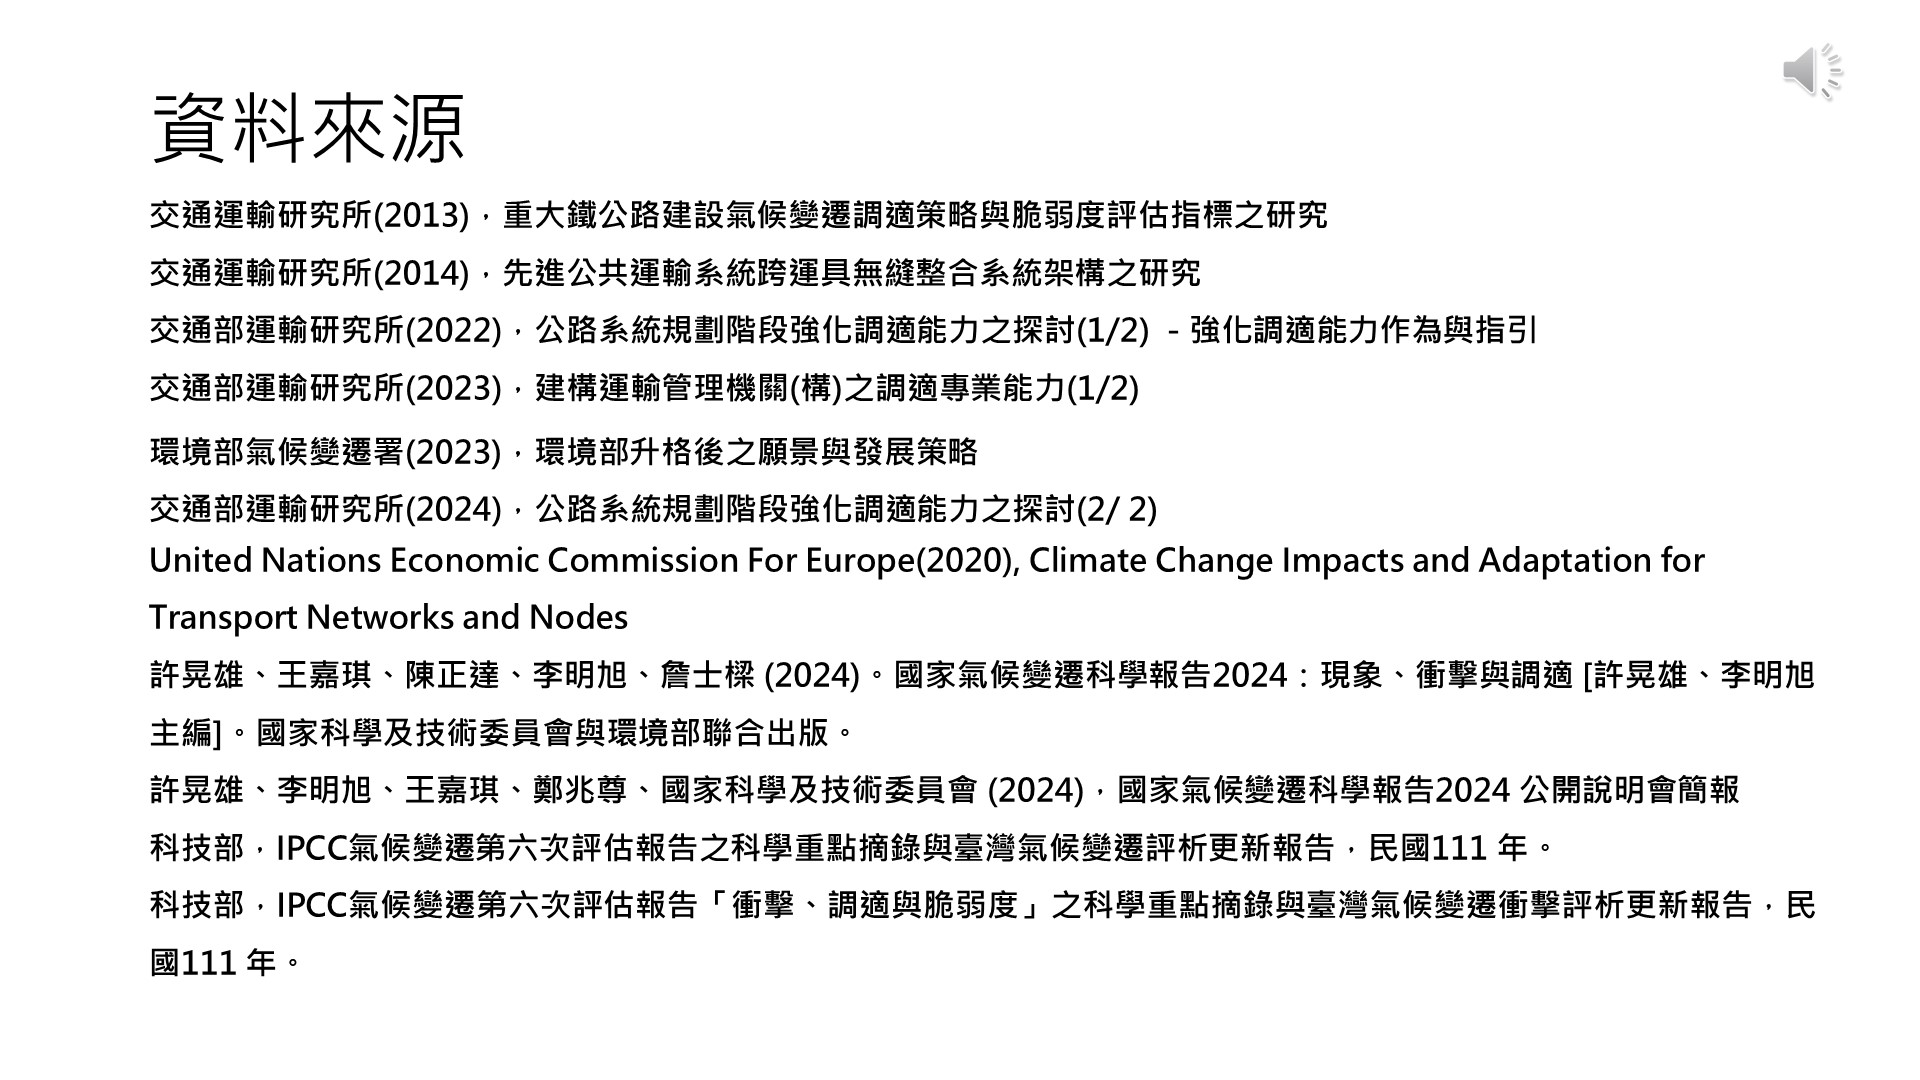 資料來源
交通運輸研究所(2013)，重大鐵公路建設氣候變遷調適策略與脆弱度評估指標之研究
交通運輸研究所(2014)，先進公共運輸系統跨運具無縫整合系統架構之研究
交通部運輸研究所(2022)，公路系統規劃階段強化調適能力之探討(1/2) －強化調適能力作為與指引
交通部運輸研究所(2023)，建構運輸管理機關(構)之調適專業能力(1/2)
環境部氣候變遷署(2023)，環境部升格後之願景與發展策略
交通部運輸研究所(2024)，公路系統規劃階段強化調適能力之探討(2/ 2)
United Nations Economic Commission For Europe(2020), Climate Change Impacts and Adaptation for
Transport Networks and Nodes
許晃雄、王嘉琪、陳正達、李明旭、詹士樑 (2024)。國家氣候變遷科學報告2024：現象、衝擊與調適 [許晃雄、李明旭
主編]。國家科學及技術委員會與環境部聯合出版。
許晃雄、李明旭、王嘉琪、鄭兆尊、國家科學及技術委員會 (2024)，國家氣候變遷科學報告2024 公開說明會簡報
科技部，IPCC氣候變遷第六次評估報告之科學重點摘錄與臺灣氣候變遷評析更新報告，民國111 年。
科技部，IPCC氣候變遷第六次評估報告「衝擊、調適與脆弱度」之科學重點摘錄與臺灣氣候變遷衝擊評析更新報告，民
國111 年。